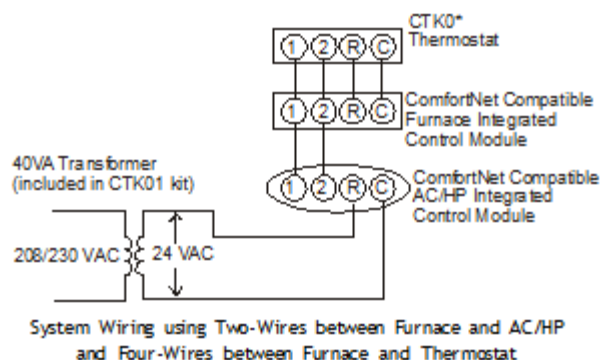 CTK0*
Thermostat
1 2 R C
1 2 R C
ComfortNet Compatible
Furnace Integrated
Control Module
40VA Transformer
(included in CTK01 kit)
1 2 R C
ComfortNet Compatible
AC/HP Integrated
Control Module
208/230 VAC
24 VAC
System Wiring using Two-Wires between Furnace and AC/HP
and Four-Wires between Furnace and Thermostat